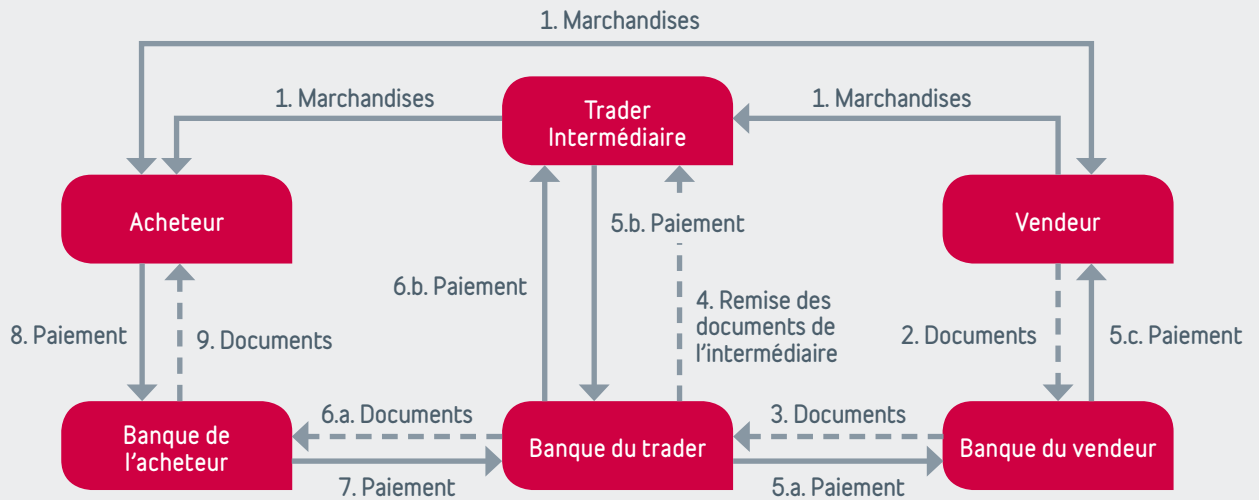 1. Marchandises
1. Marchandises
Trader
Intermédiaire
1. Marchandises
Acheteur
5.b. Paiement
Vendeur
6.b. Paiement
4. Remise des
documents de
l'intermédiaire
8. Paiement
9. Documents
2. Documents
5.c. Paiement
6.a. Documents
3. Documents
Banque de
l'acheteur
Banque du trader
Banque du vendeur
7. Paiement
5.a. Paiement